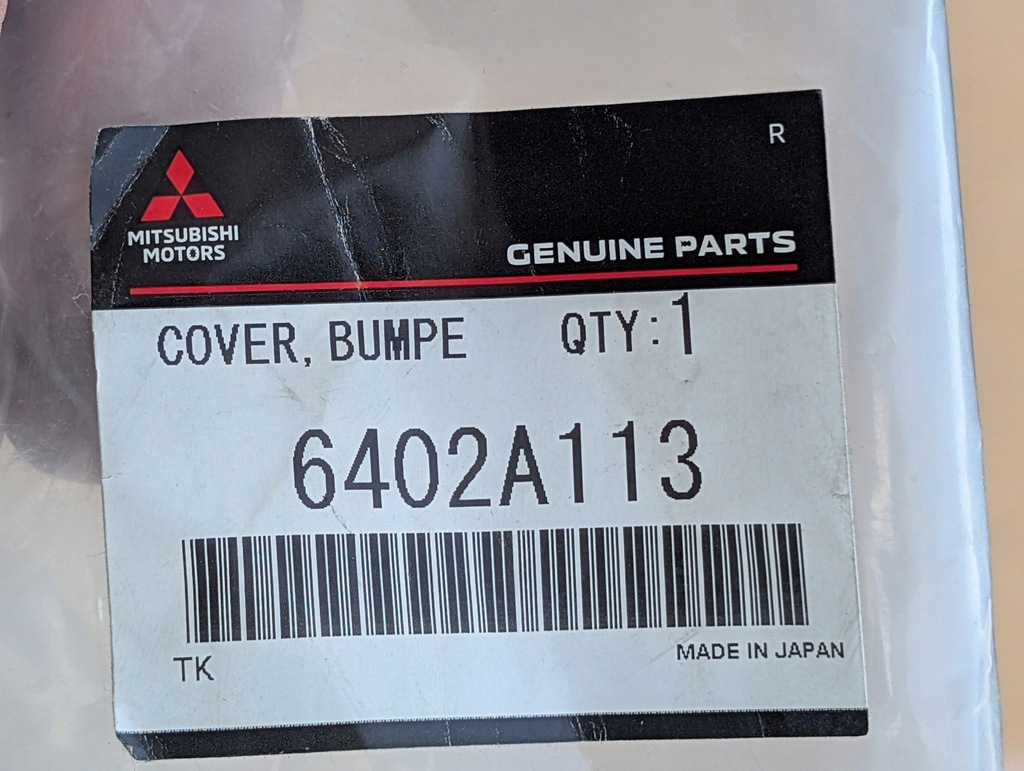 R
MITSUBISHI
MOTORS
GENUINE PARTS
COVER, BUMPE QTY: 1
6402A113
TK
MADE IN JAPAN